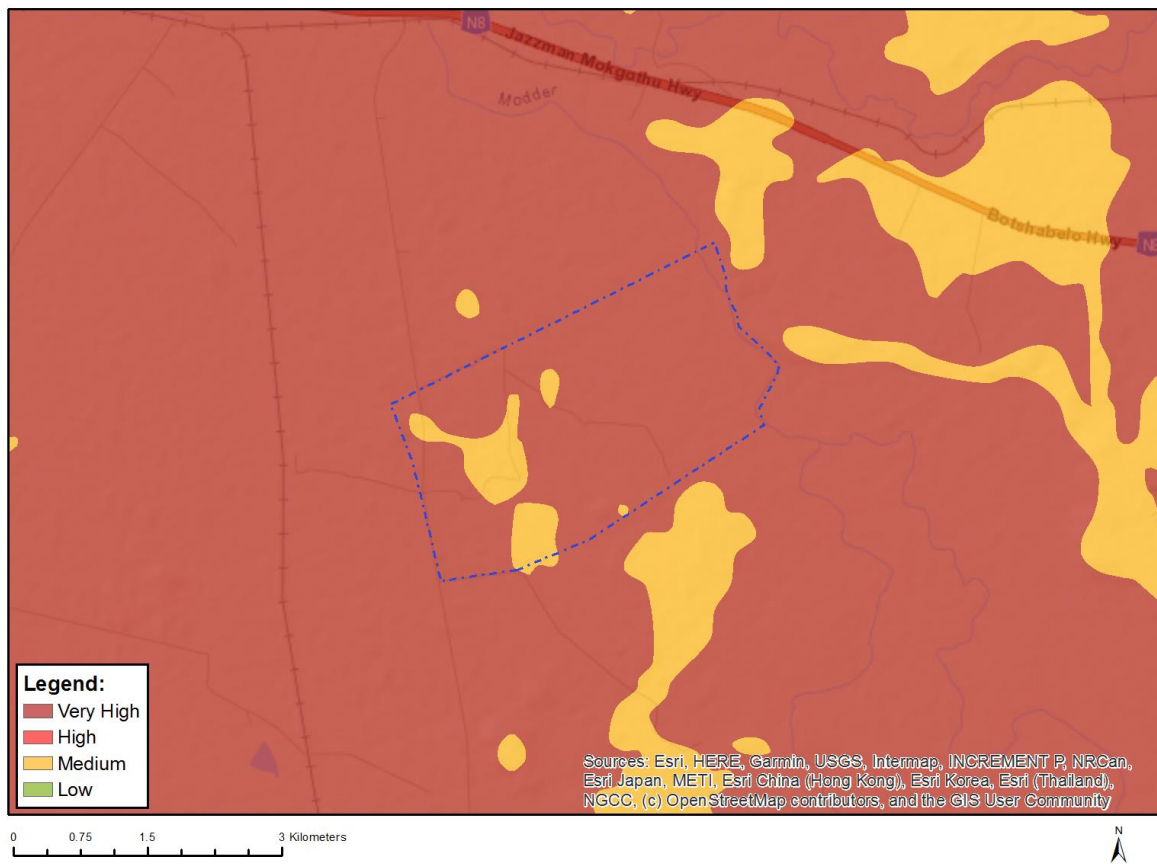 N8
Jazzman Mokgothu Hwy
Modder
Botshabelo Hwy
N8
Legend:
Very High
High
Medium
Low
Sources: Esri, HERE, Garmin, USGS, Intermap, INCREMENT P, NRCan,
Esri Japan, METI, Esri China (Hong Kong), Esri Korea, Esri (Thailand),
NGCC, (c) OpenStreetMap contributors, and the GIS User Community
0 0.75 1.5 3 Kilometers
N